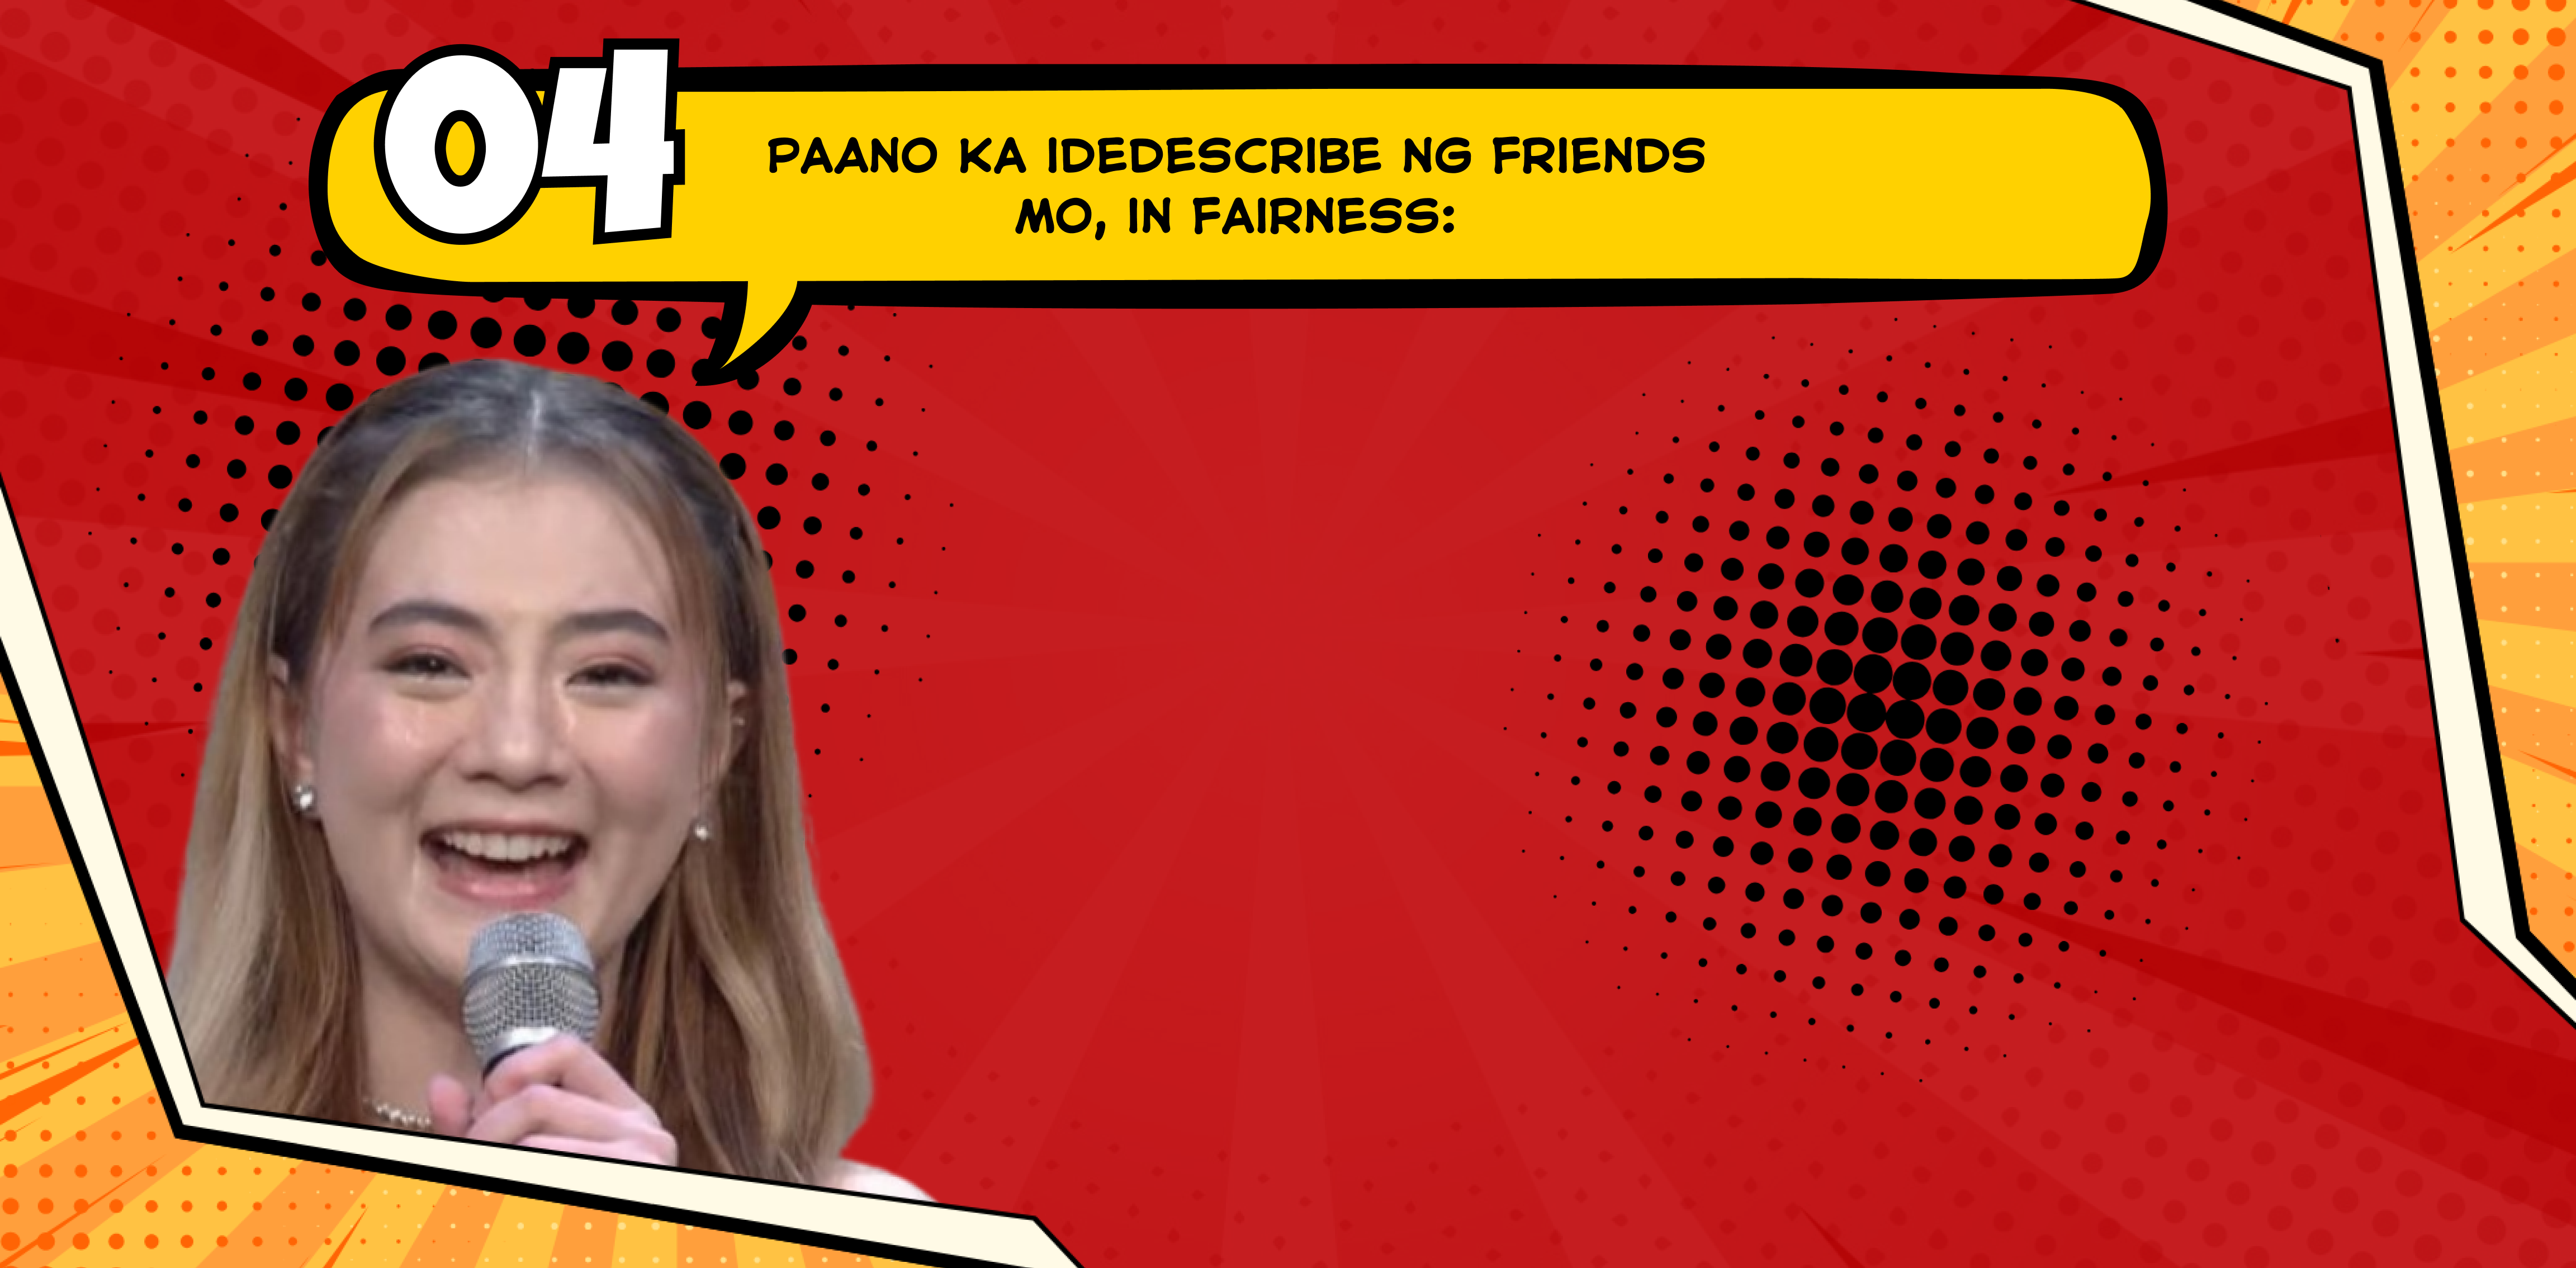 04
PAANO KA IDEDESCRIBE NG FRIENDS
MO, IN FAIRNESS: